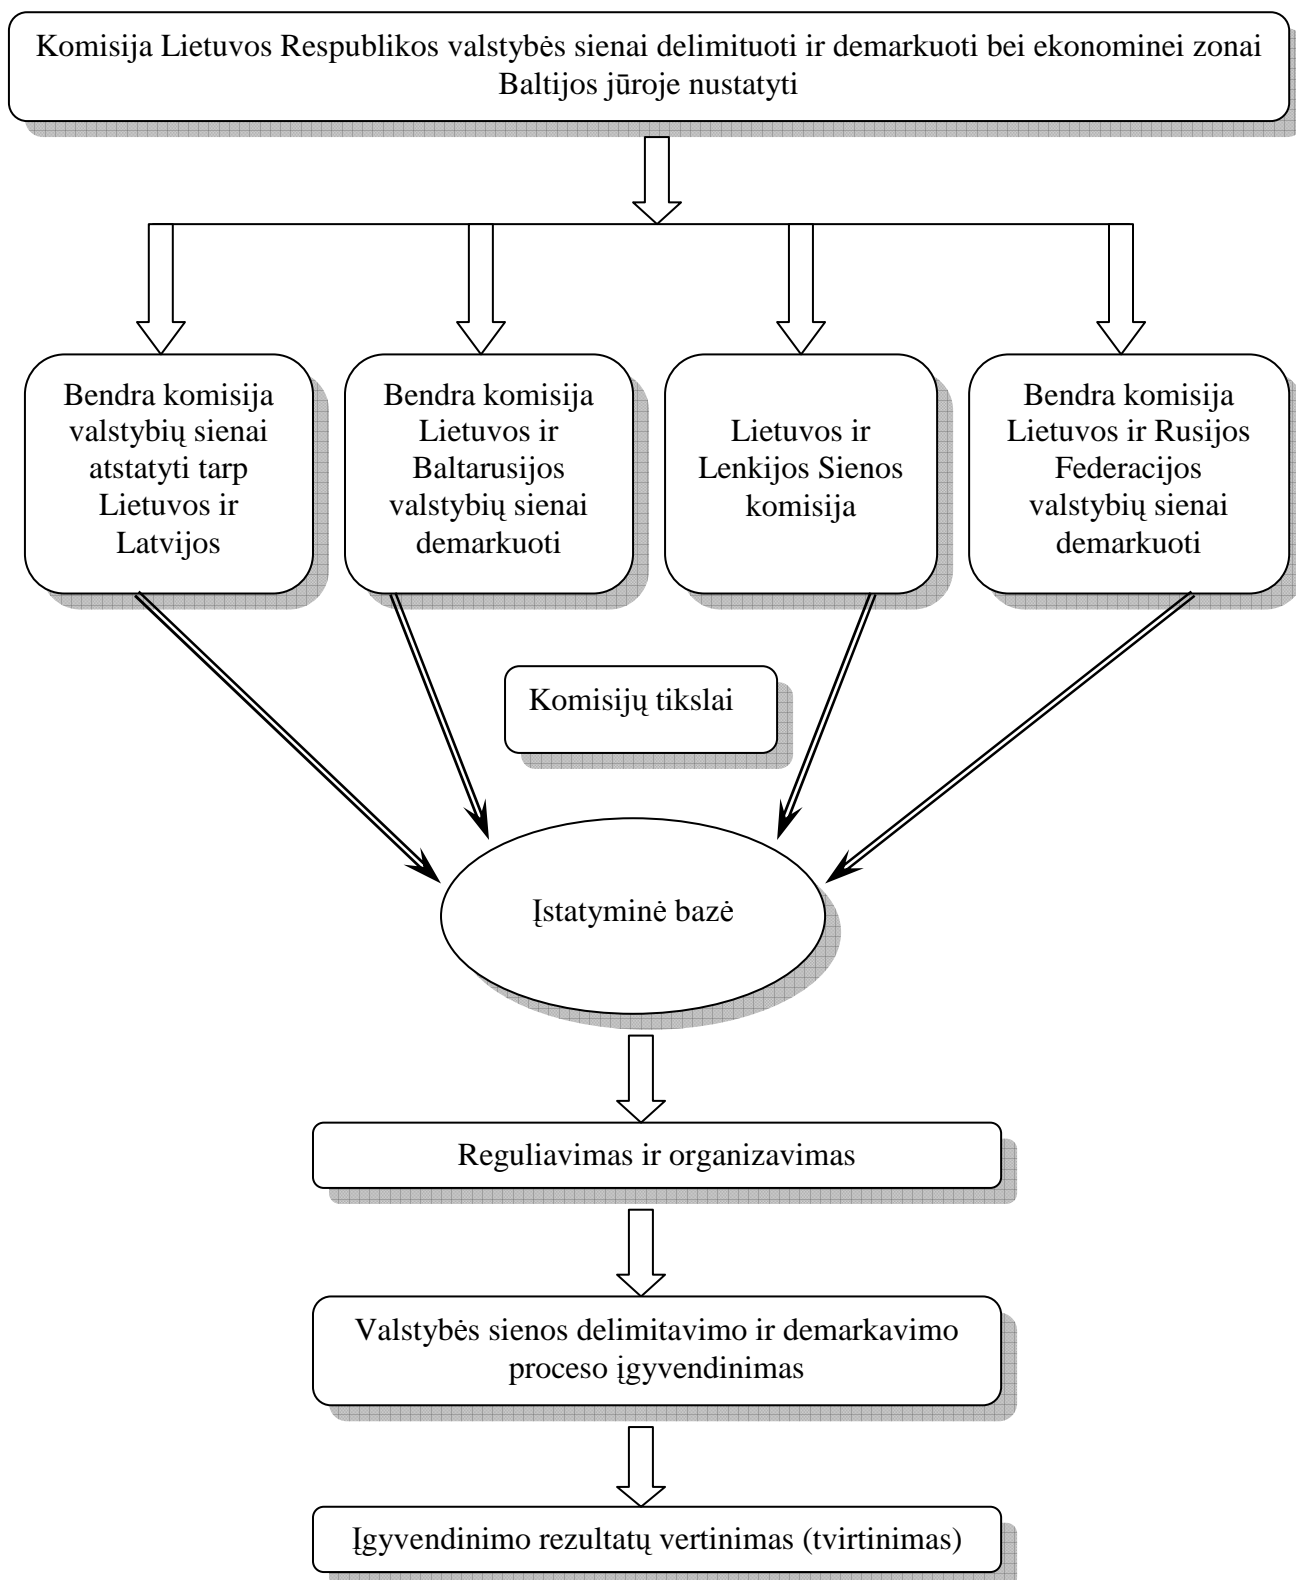 Komisija Lietuvos Respublikos valstybės sienai delimituoti ir demarkuoti bei ekonominei zonai
Baltijos jūroje nustatyti
Bendra komisija
valstybių sienai
atstatyti tarp
Lietuvos ir
Latvijos
Bendra komisija
Lietuvos ir
Baltarusijos
valstybių sienai
demarkuoti
Lietuvos ir
Lenkijos Sienos
komisija
Bendra komisija
Lietuvos ir Rusijos
Federacijos
valstybių sienai
demarkuoti
Komisijų tikslai
Įstatyminė bazė
Reguliavimas ir organizavimas
Valstybės sienos delimitavimo ir demarkavimo
proceso įgyvendinimas
Įgyvendinimo rezultatų vertinimas (tvirtinimas)